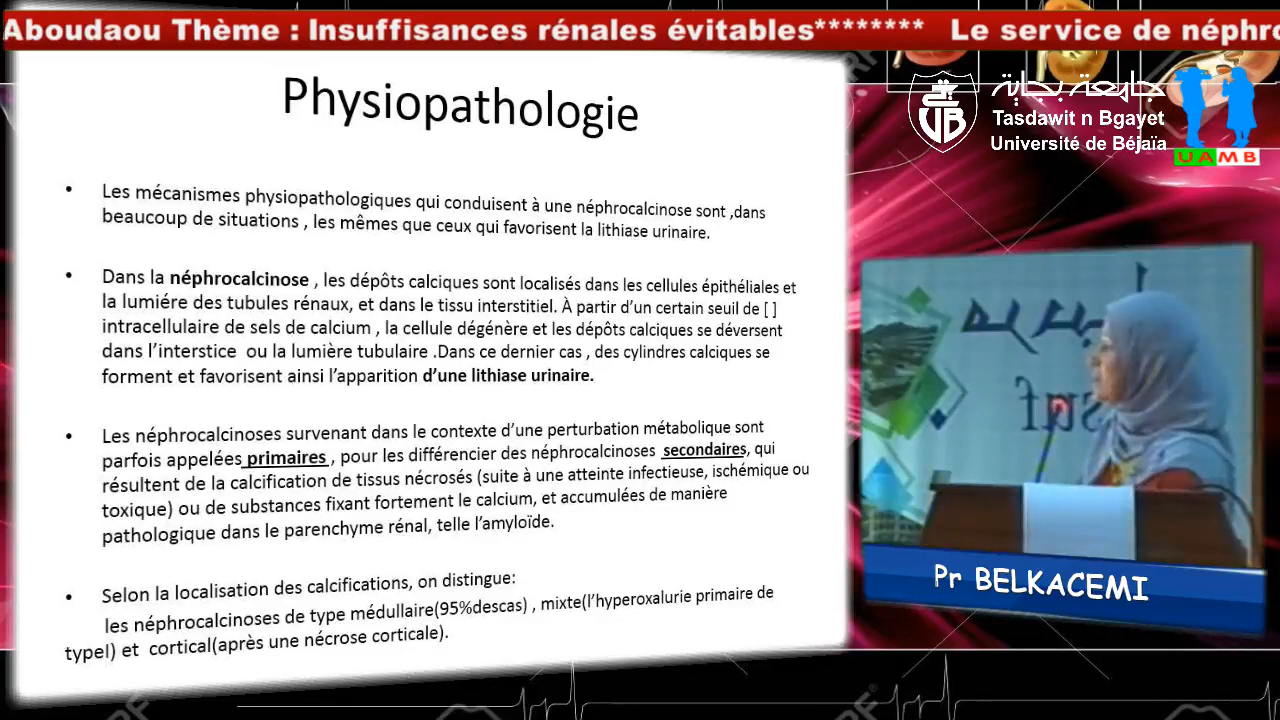 Aboudaou Thème : Insuffisances rénales évitables******** Le service de néphro
Physiopathologie
جامعة بجاية
Tasdawit n Bgayet
Université de Béjaïa
UAMB
• Les mécanismes physiopathologiques qui conduisent à une néphrocalcinose sont ,dans
beaucoup de situations , les mêmes que ceux qui favorisent la lithiase urinaire.
• Dans la néphrocalcinose , les dépôts calciques sont localisés dans les cellules épithéliales et
la lumiére des tubules rénaux, et dans le tissu interstitiel. À partir d’un certain seuil de [ ]
intracellulaire de sels de calcium , la cellule dégénère et les dépôts calciques se déversent
dans l’interstice ou la lumière tubulaire .Dans ce dernier cas , des cylindres calciques se
forment et favorisent ainsi l’apparition d’une lithiase urinaire.
• Les néphrocalcinoses survenant dans le contexte d’une perturbation métabolique sont
parfois appelées primaires , pour les différencier des néphrocalcinoses secondaires, qui
résultent de la calcification de tissus nécrosés (suite à une atteinte infectieuse, ischémique ou
toxique) ou de substances fixant fortement le calcium, et accumulées de manière
pathologique dans le parenchyme rénal, telle l’amyloïde.
• Selon la localisation des calcifications, on distingue:
les néphrocalcinoses de type médullaire(95%descas) , mixte(l’hyperoxalurie primaire de
typeI) et cortical(après une nécrose corticale).
Pr BELKACEMI